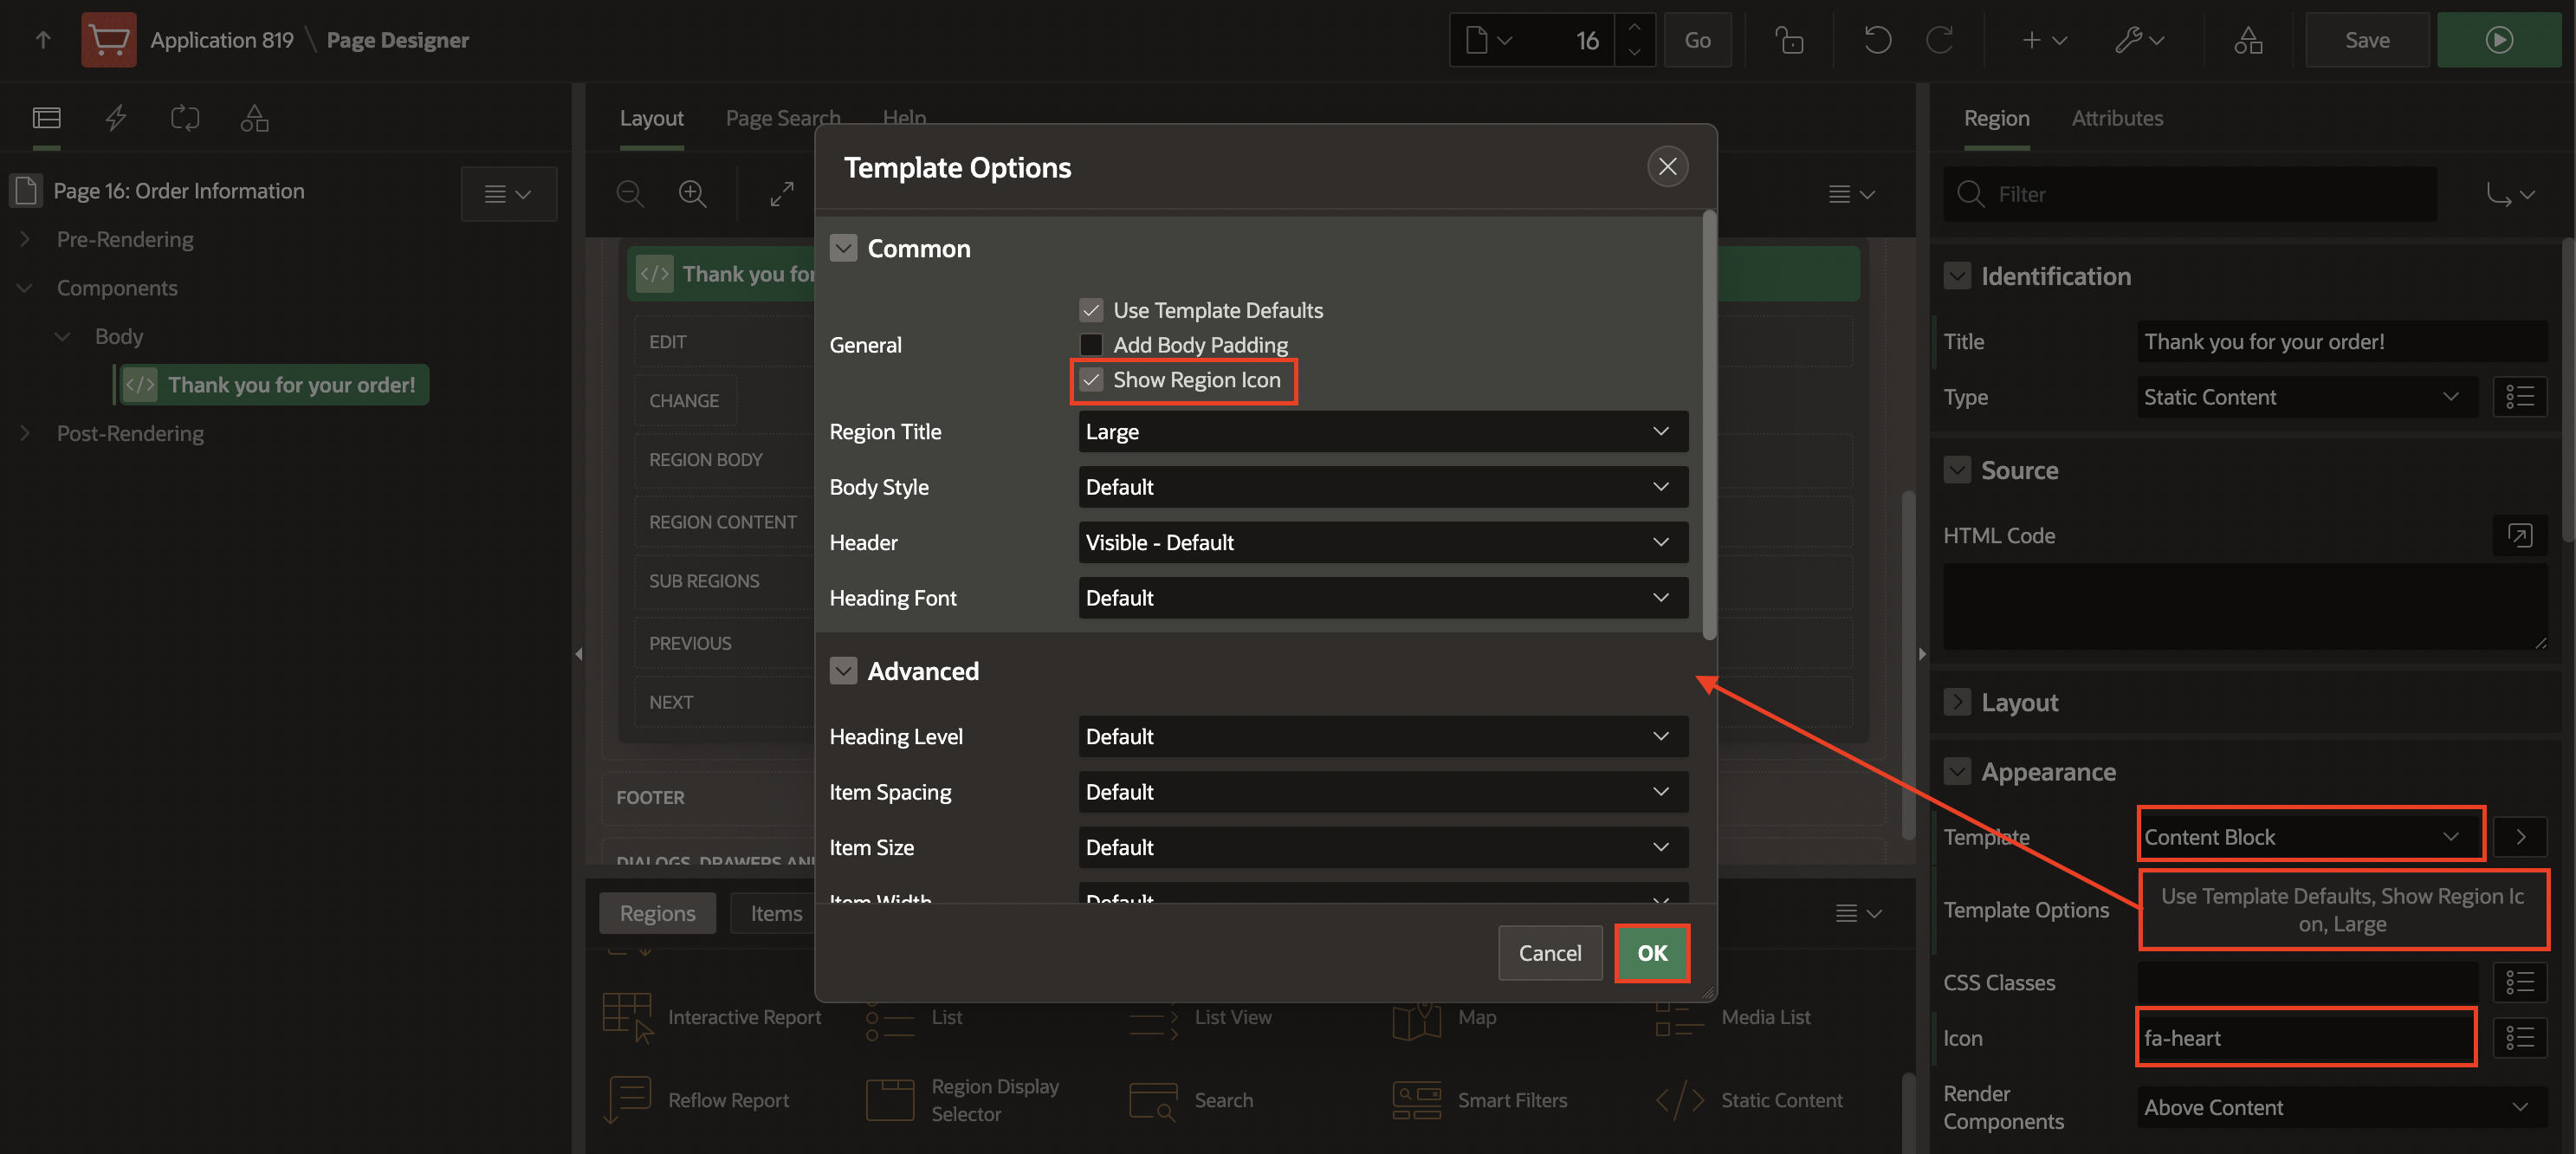 Application 819 \ Page Designer
16
Go
Save
Layout
Page Search
Help
Region
Attributes
Page 16: Order Information
Pre-Rendering
Components
Body
Thank you for your order!
Post-Rendering
Thank you for
EDIT
CHANGE
REGION BODY
REGION CONTENT
SUB REGIONS
PREVIOUS
NEXT
FOOTER
DIALOGS, DRAWERS AN
Regions
Items
Interactive Report
List
List View
Map
Media List
Reflow Report
Region Display
Selector
Search
Smart Filters
Static Content
Template Options
Common
General
Use Template Defaults
Add Body Padding
Show Region Icon
Region Title
Large
Body Style
Default
Header
Visible - Default
Heading Font
Default
Advanced
Heading Level
Default
Item Spacing
Default
Item Size
Default
Item Width
Default
Cancel
OK
Filter
Identification
Title
Thank you for your order!
Type
Static Content
Source
HTML Code
Layout
Appearance
Template
Content Block
Template Options
Use Template Defaults, Show Region Ic
on, Large
CSS Classes
Icon
fa-heart
Render
Components
Above Content